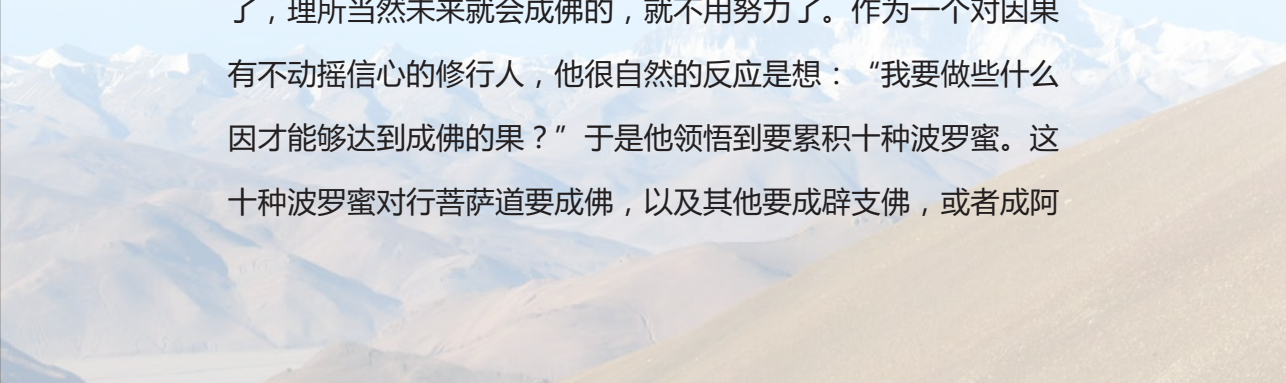 了，理所当然未来就会成佛的，就不用努力了。作为一个对因果
有不动摇信心的修行人，他很自然的反应是想：“我要做些什么
因才能够达到成佛的果？”于是他领悟到要累积十种波罗蜜。这
十种波罗蜜对行菩萨道要成佛，以及其他要成辟支佛，或者成阿